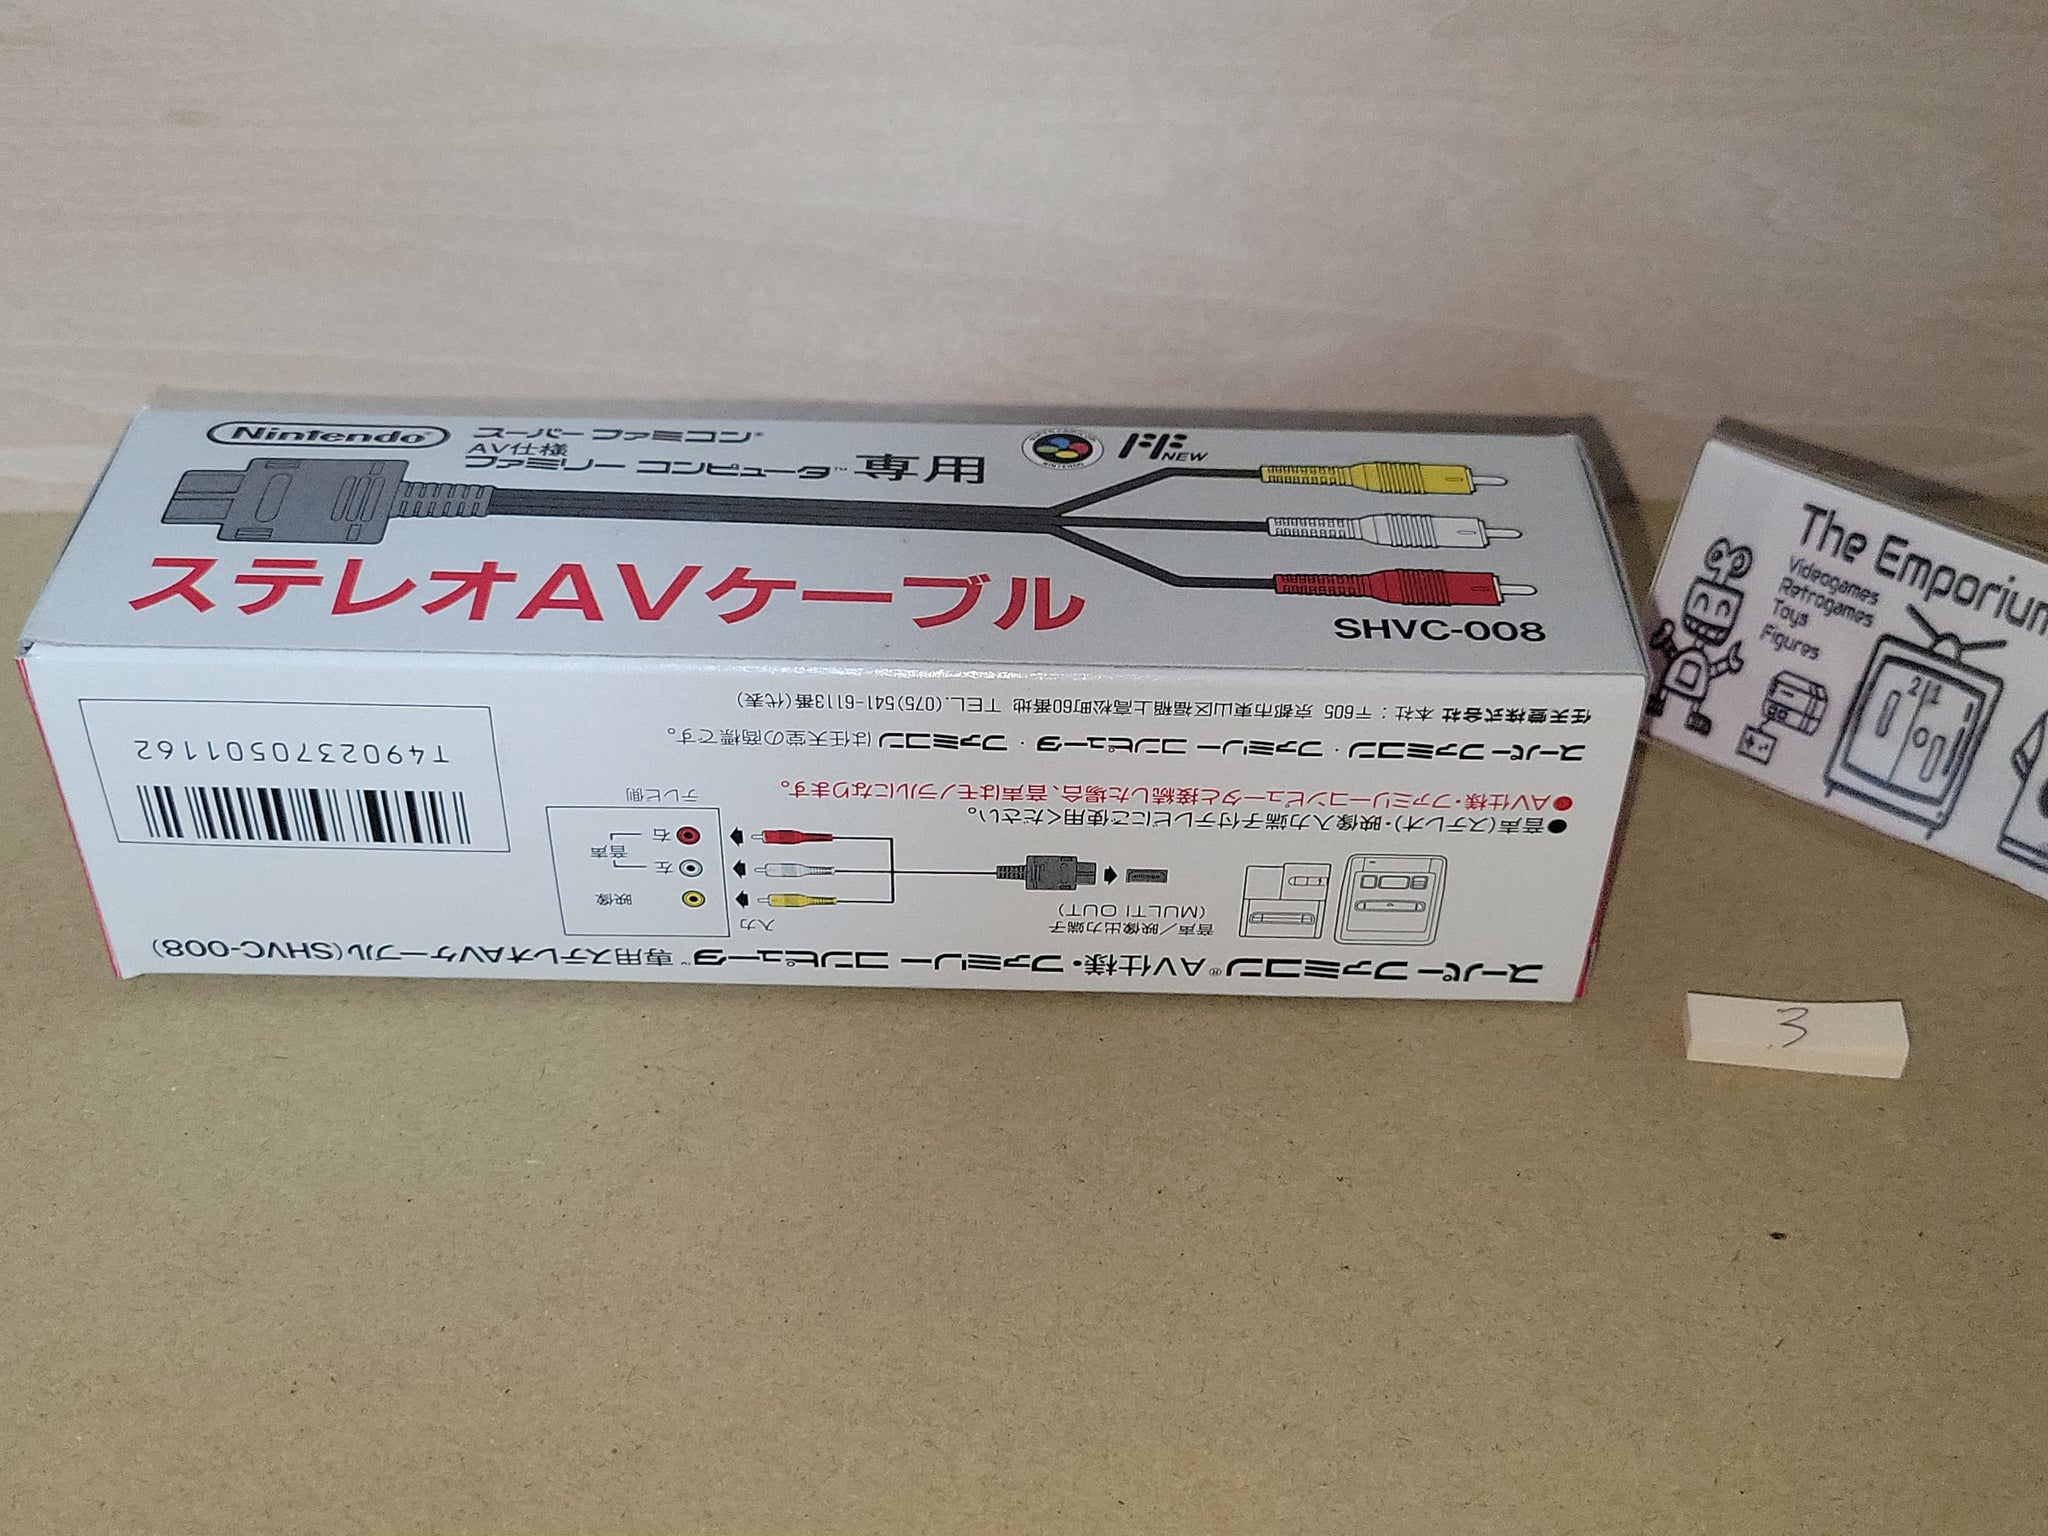 Nintendo
スーパー ファミコン®
AV仕様
ファミリー コンピュータ™ 専用
NEW
ステレオAVケーブル
SHVC-008
スーパー ファミコン®AV仕様・ファミリー コンピュータ™専用ステレオAVケーブル(SHVC-008)
音声/映像出力端子
(MULTI OUT)
入力
映像
左
音声
右
テレビ側
●音声(ステレオ)・映像入力端子付テレビにご使用ください。
●AV仕様・ファミリーコンピュータと接続した場合、音声はモノラルになります。
スーパー ファミコン・ファミリー コンピュータ・ファミコン は任天堂の商標です。
任天堂株式会社 本社:〒605 京都市東山区福稲上高松町60番地 TEL.(075)541-6113番(代表)
T4902370501162
The Emporium
Videogames
Retrogames
Toys
Figures
2 1
3